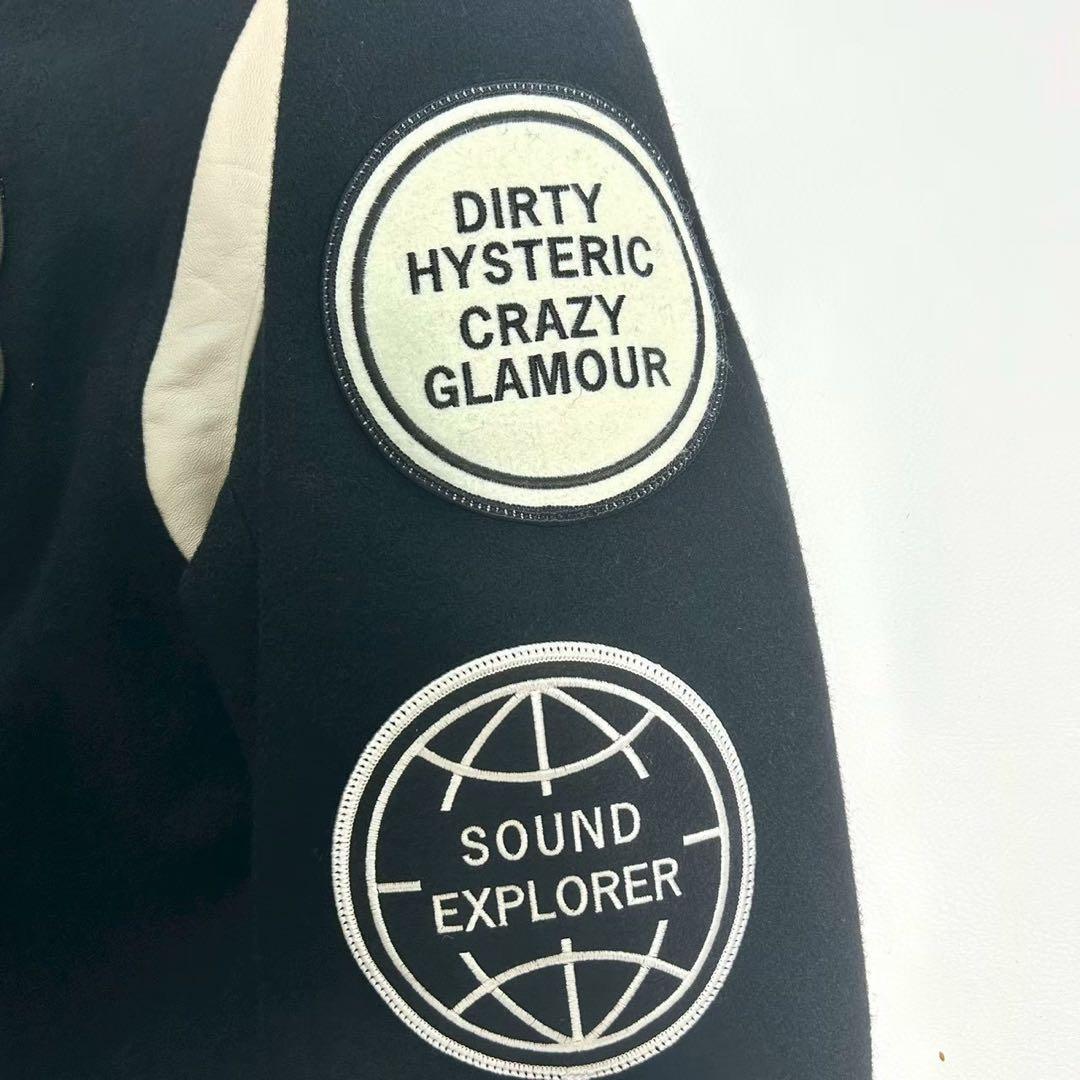 DIRTY
HYSTERIC
CRAZY
GLAMOUR
SOUND
EXPLORER